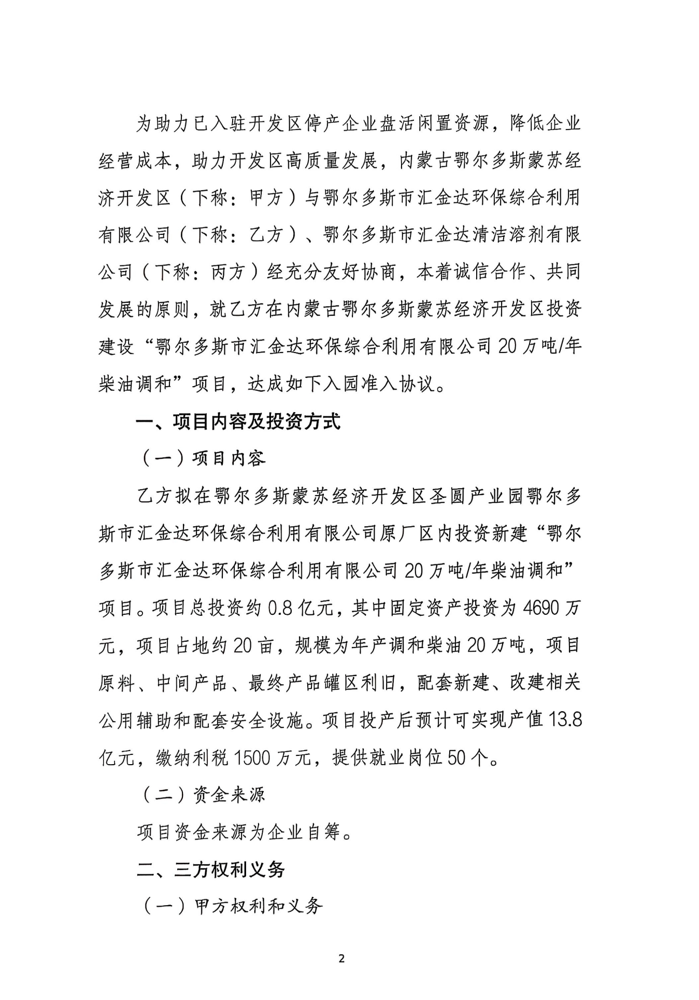 为助力已入驻开发区停产企业盘活闲置资源，降低企业
经营成本，助力开发区高质量发展，内蒙古鄂尔多斯蒙苏经
济开发区（下称：甲方）与鄂尔多斯市汇金达环保综合利用
有限公司（下称：乙方）、鄂尔多斯市汇金达清洁溶剂有限
公司（下称：丙方）经充分友好协商，本着诚信合作、共同
发展的原则，就乙方在内蒙古鄂尔多斯蒙苏经济开发区投资
建设“鄂尔多斯市汇金达环保综合利用有限公司 20 万吨/年
柴油调和”项目，达成如下入园准入协议。
一、项目内容及投资方式
（一）项目内容
乙方拟在鄂尔多斯蒙苏经济开发区圣圆产业园鄂尔多
斯市汇金达环保综合利用有限公司原厂区内投资新建“鄂尔
多斯市汇金达环保综合利用有限公司 20 万吨/年柴油调和”
项目。项目总投资约 0.8 亿元，其中固定资产投资为 4690 万
元，项目占地约 20 亩，规模为年产调和柴油 20 万吨，项目
原料、中间产品、最终产品罐区利旧，配套新建、改建相关
公用辅助和配套安全设施。项目投产后预计可实现产值 13.8
亿元，缴纳利税 1500 万元，提供就业岗位 50 个。
（二）资金来源
项目资金来源为企业自筹。
二、三方权利义务
（一）甲方权利和义务
2